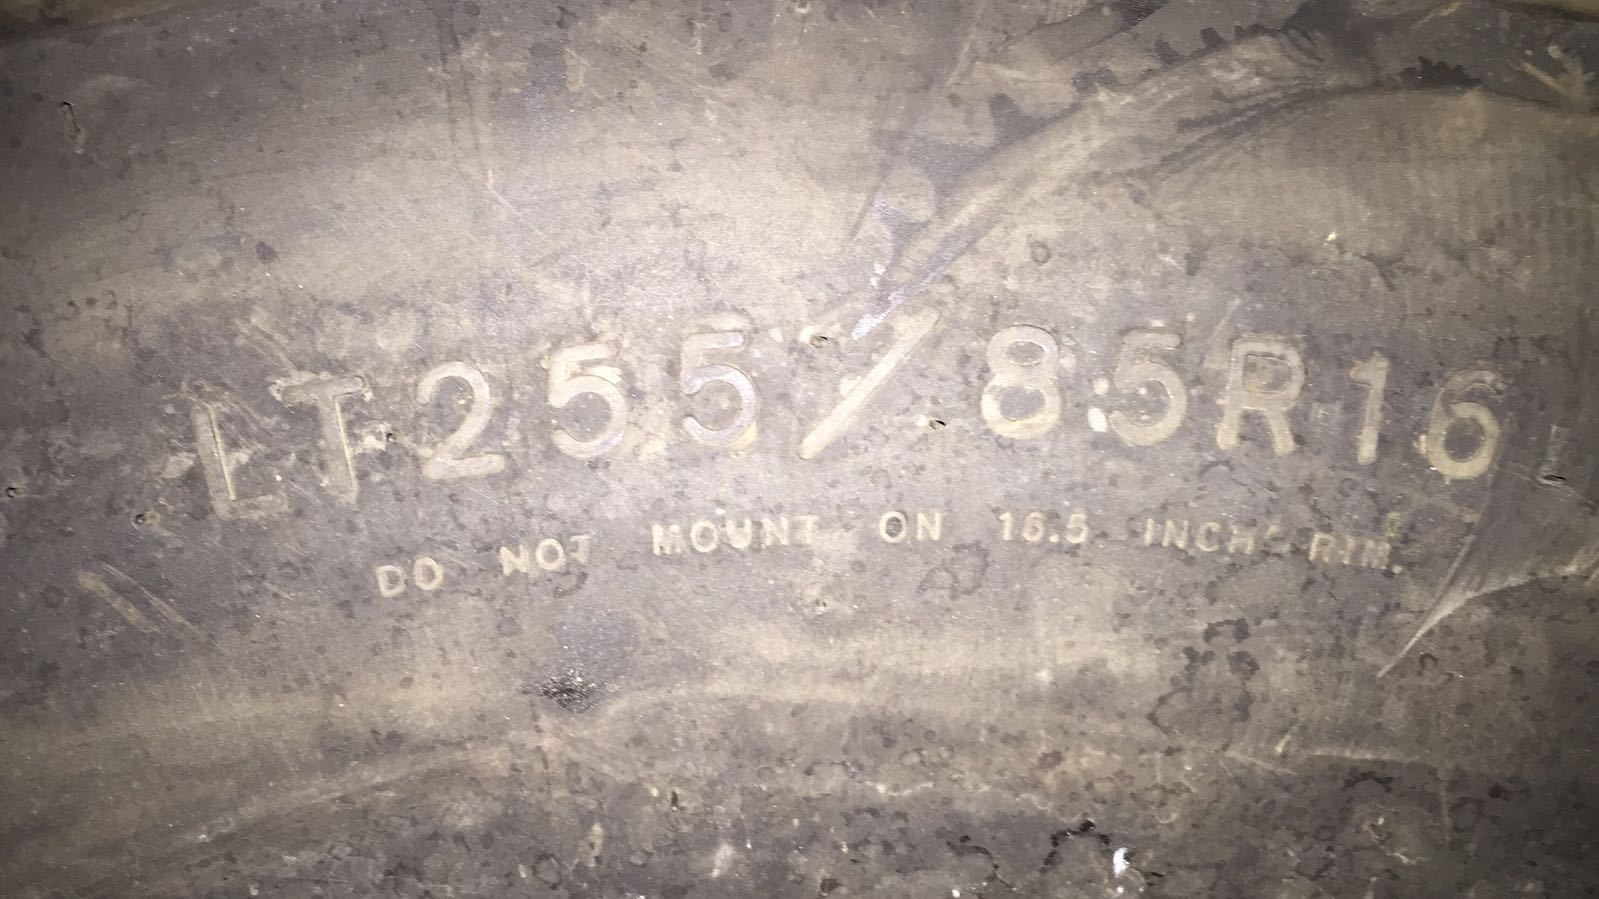 LT255/85R16
DO NOT MOUNT ON 16.5 INCH RIM.